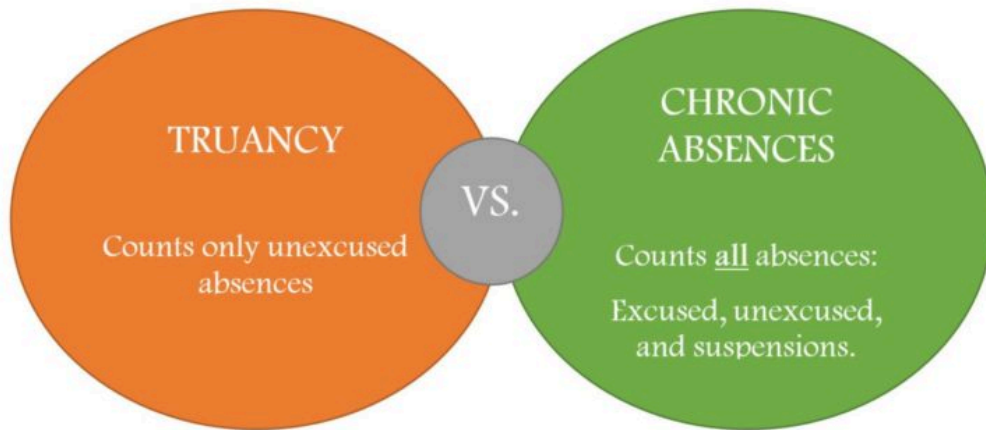 TRUANCY
Counts only unexcused
absences
VS.
CHRONIC
ABSENCES
Counts all absences:
Excused, unexcused,
and suspensions.